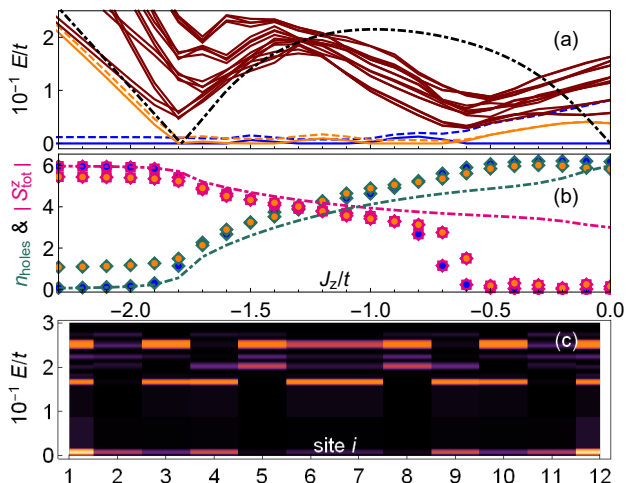 2
1
0
10⁻¹ E/t
(a)
6
4
2
0
n_holes & | S^z_tot |
(b)
−2.0
−1.5
J_z/t
−1.0
−0.5
0.0
3
2
1
0
10⁻¹ E/t
(c)
site i
1 2 3 4 5 6 7 8 9 10 11 12